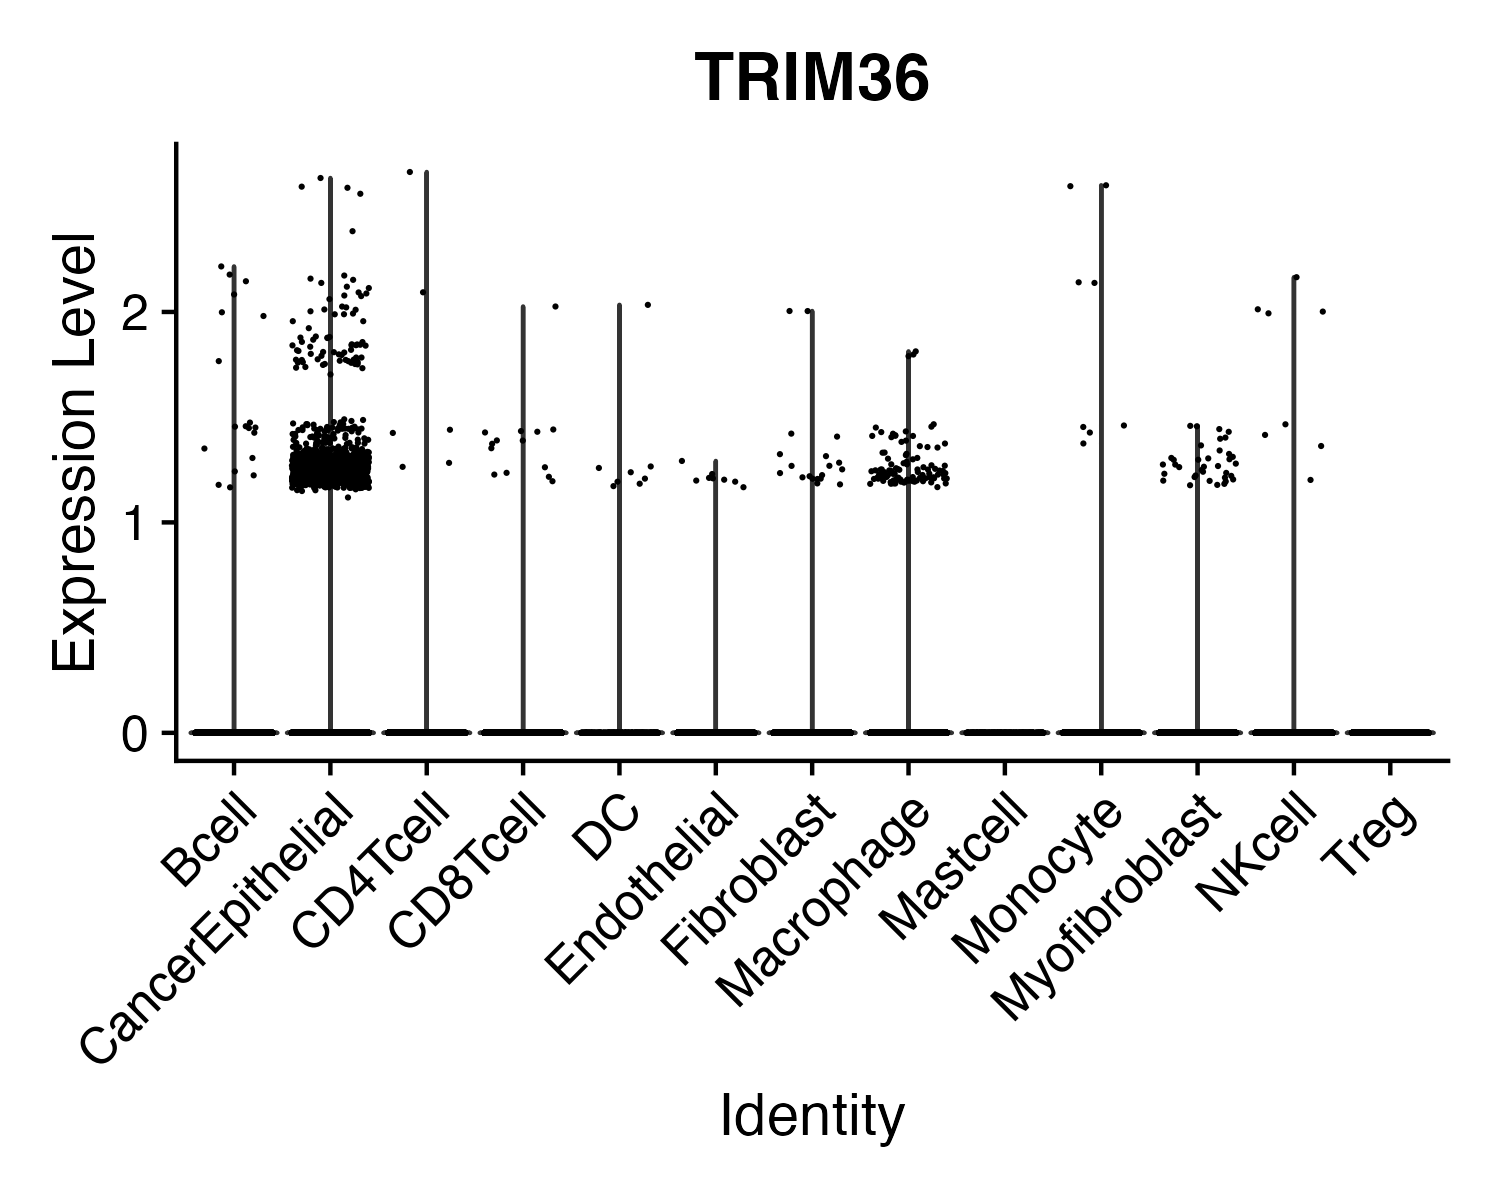 TRIM36
Expression Level
2
1
0
Bcell
CancerEpithelial
CD4Tcell
CD8Tcell
DC
Endothelial
Fibroblast
Macrophage
Mastcell
Monocyte
Myofibroblast
NKcell
Treg
Identity